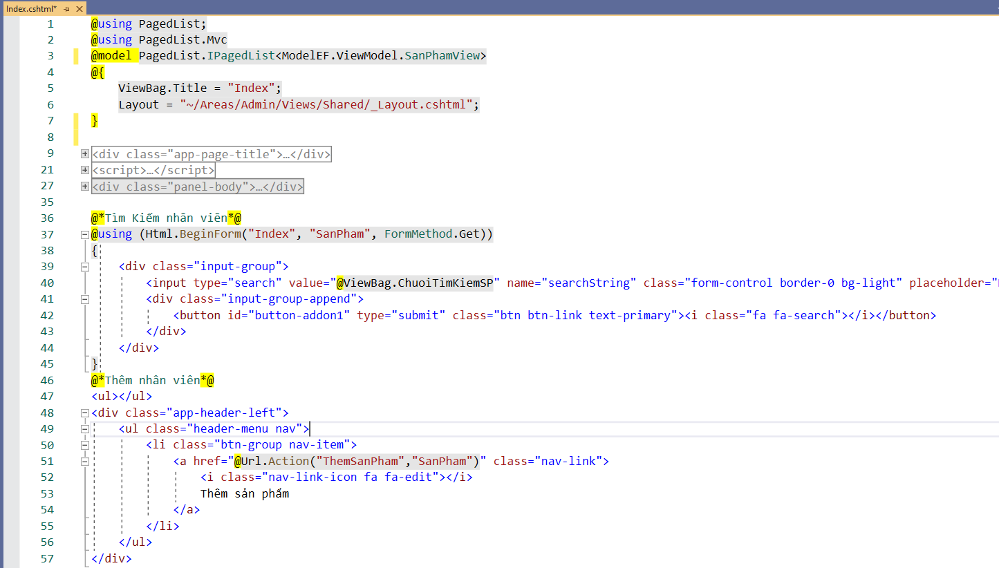 Index.cshtml*
1 @using PagedList;
2 @using PagedList.Mvc
3 @model PagedList.IPagedList<ModelEF.ViewModel.SanPhamView>
4 @{
5 ViewBag.Title = "Index";
6 Layout = "~/Areas/Admin/Views/Shared/_Layout.cshtml";
7 }
8
9 <div class="app-page-title">…</div>
21 <script>…</script>
27 <div class="panel-body">…</div>
35
36 @*Tìm Kiếm nhân viên*@
37 @using (Html.BeginForm("Index", "SanPham", FormMethod.Get))
38 {
39 <div class="input-group">
40 <input type="search" value="@ViewBag.ChuoiTimKiemSP" name="searchString" class="form-control border-0 bg-light" placeholder="
41 <div class="input-group-append">
42 <button id="button-addon1" type="submit" class="btn btn-link text-primary"><i class="fa fa-search"></i></button>
43 </div>
44 </div>
45 }
46 @*Thêm nhân viên*@
47 <ul></ul>
48 <div class="app-header-left">
49 <ul class="header-menu nav">
50 <li class="btn-group nav-item">
51 <a href="@Url.Action("ThemSanPham","SanPham")" class="nav-link">
52 <i class="nav-link-icon fa fa-edit"></i>
53 Thêm sản phẩm
54 </a>
55 </li>
56 </ul>
57 </div>